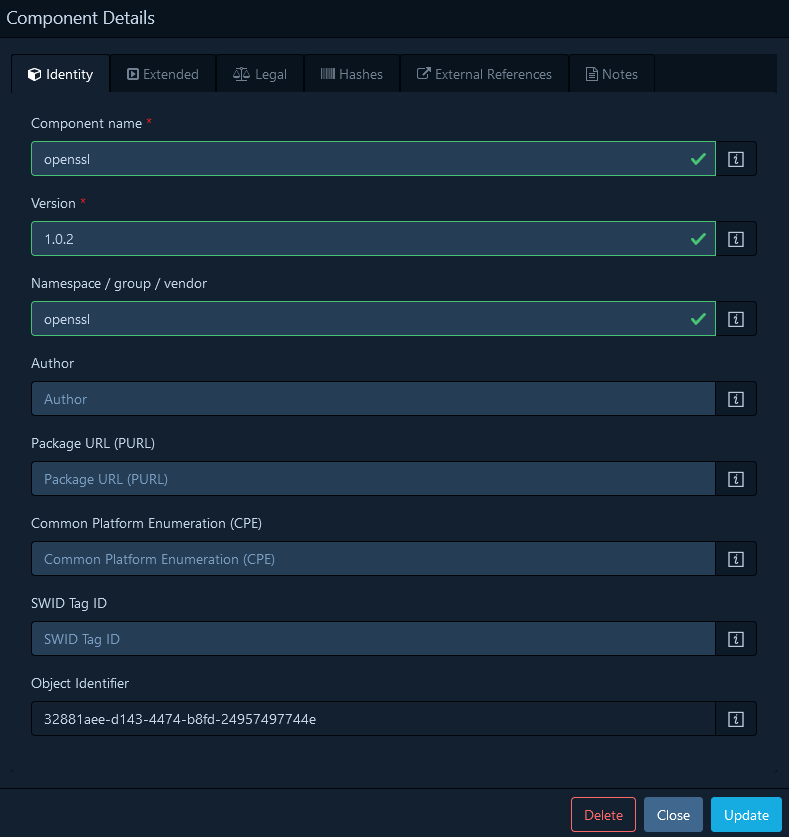 Component Details
Identity Extended Legal Hashes External References Notes
Component name *
openssl
Version *
1.0.2
Namespace / group / vendor
openssl
Author
Author
Package URL (PURL)
Package URL (PURL)
Common Platform Enumeration (CPE)
Common Platform Enumeration (CPE)
SWID Tag ID
SWID Tag ID
Object Identifier
32881aee-d143-4474-b8fd-24957497744e
Delete Close Update